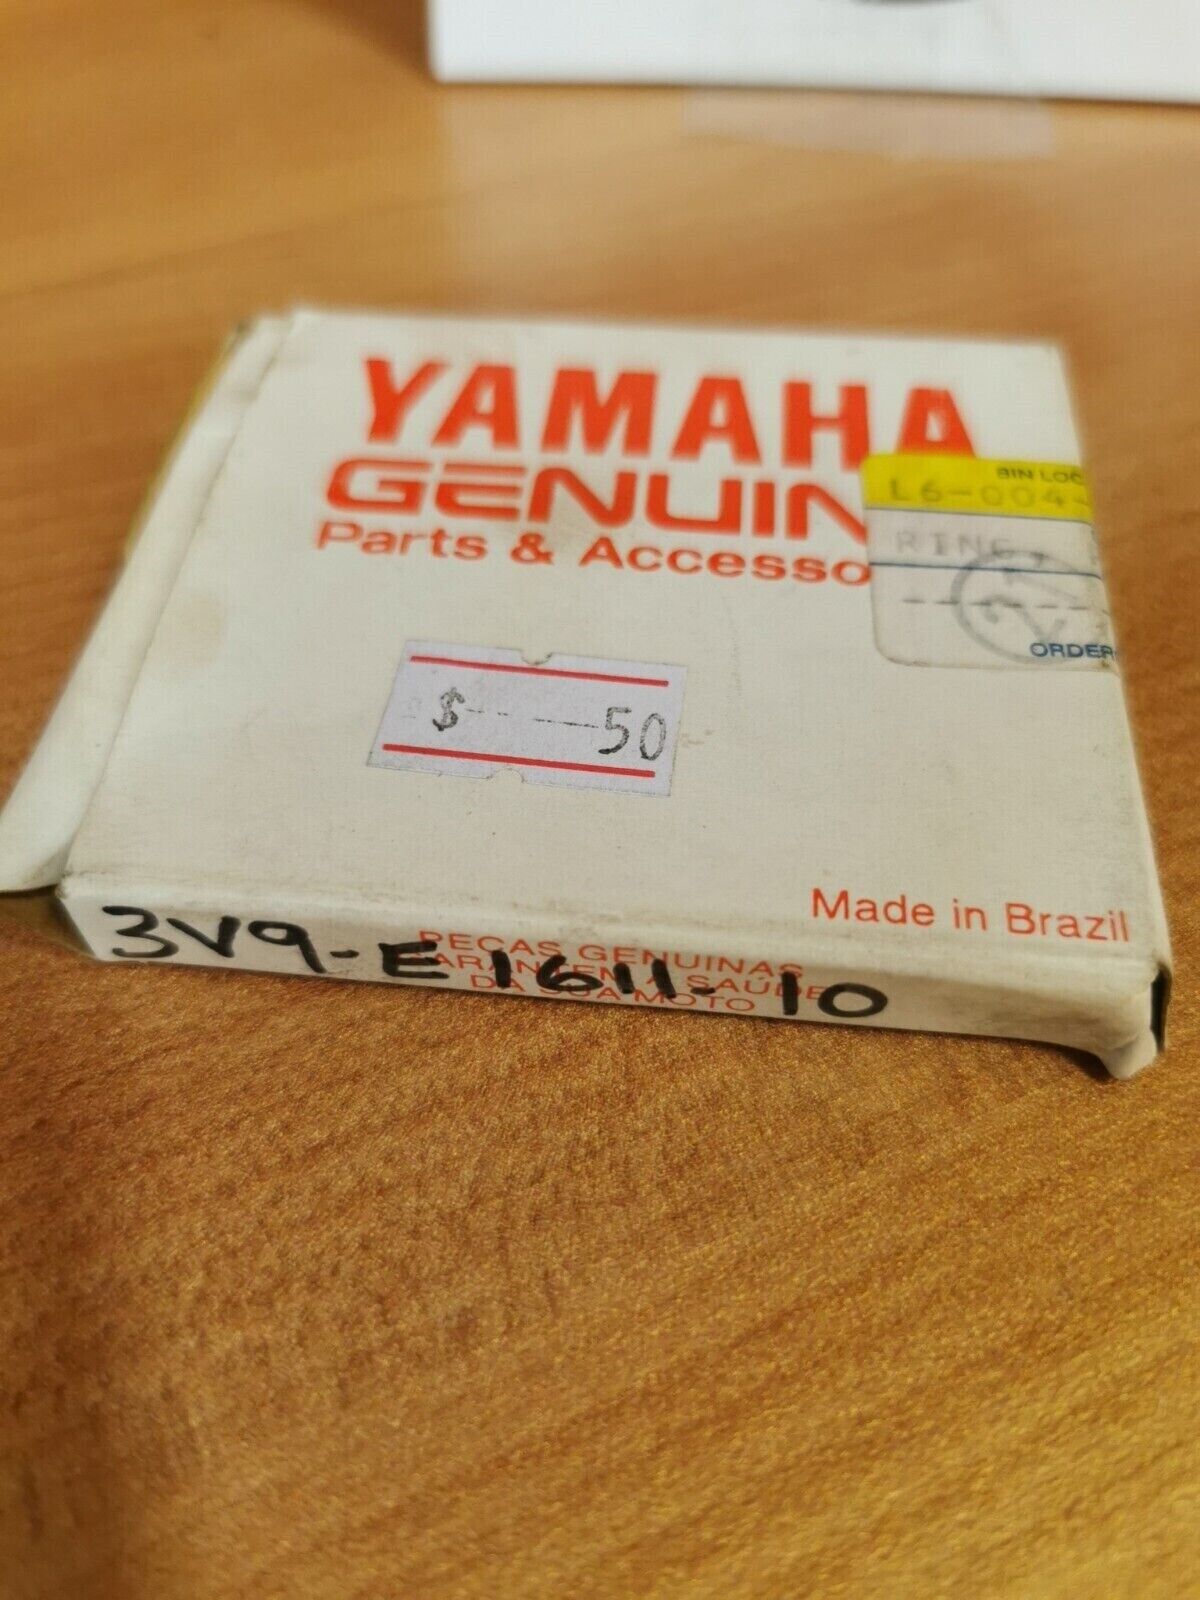 YAMAHA
GENUIN
Parts & Accesso
BIN LOC
L6-004-
RING,
ORDER
$ 50
Made in Brazil
3V9-E1611-10
PEÇAS GENUINAS
GARANTEM A SAÚDE
DA SUA MOTO